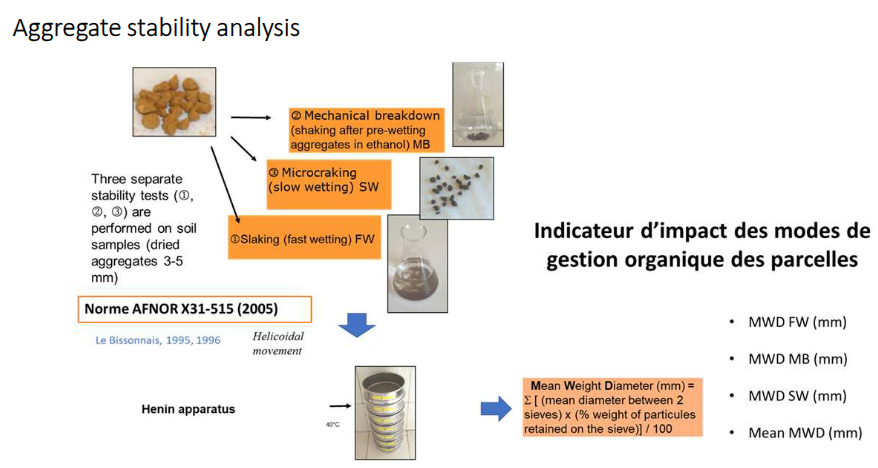 Aggregate stability analysis
② Mechanical breakdown
(shaking after pre-wetting
aggregates in ethanol) MB
③ Microcraking
(slow wetting) SW
①Slaking (fast wetting) FW
Three separate
stability tests (①,
②, ③) are
performed on soil
samples (dried
aggregates 3-5
mm)
Norme AFNOR X31-515 (2005)
Le Bissonnais, 1995, 1996
Helicoidal
movement
Henin apparatus
40°C
Mean Weight Diameter (mm) =
Σ [ (mean diameter between 2
sieves) x (% weight of particules
retained on the sieve)] / 100
Indicateur d’impact des modes de
gestion organique des parcelles
• MWD FW (mm)
• MWD MB (mm)
• MWD SW (mm)
• Mean MWD (mm)